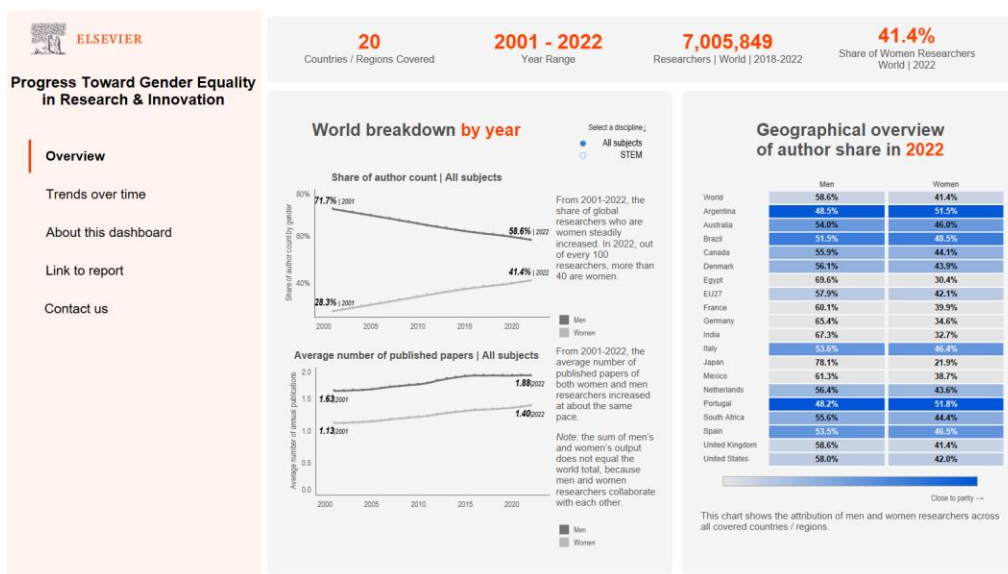 ELSEVIER
Progress Toward Gender Equality
in Research & Innovation
Overview
Trends over time
About this dashboard
Link to report
Contact us
20
Countries / Regions Covered
2001 - 2022
Year Range
7,005,849
Researchers | World | 2018-2022
41.4%
Share of Women Researchers
World | 2022
World breakdown by year
Select a discipline↓
All subjects
STEM
Share of author count | All subjects
Share of author count by gender
80%
60%
40%
71.7% | 2001
58.6% | 2022
41.4% | 2022
28.3% | 2001
2000 2005 2010 2015 2020
From 2001-2022, the
share of global
researchers who are
women steadily
increased. In 2022, out
of every 100
researchers, more than
40 are women.
Men
Women
Average number of published papers | All subjects
Average number of annual publications
2.0
1.5
1.0
0.5
0.0
1.63|2001
1.88|2022
1.13|2001
1.40|2022
2000 2005 2010 2015 2020
From 2001-2022, the
average number of
published papers of
both women and men
researchers increased
at about the same
pace.
Note: the sum of men's
and women's output
does not equal the
world total, because
men and women
researchers collaborate
with each other.
Men
Women
Geographical overview
of author share in 2022
Men Women
World 58.6% 41.4%
Argentina 48.5% 51.5%
Australia 54.0% 46.0%
Brazil 51.5% 48.5%
Canada 55.9% 44.1%
Denmark 56.1% 43.9%
Egypt 69.6% 30.4%
EU27 57.9% 42.1%
France 60.1% 39.9%
Germany 65.4% 34.6%
India 67.3% 32.7%
Italy 53.6% 46.4%
Japan 78.1% 21.9%
Mexico 61.3% 38.7%
Netherlands 56.4% 43.6%
Portugal 48.2% 51.8%
South Africa 55.6% 44.4%
Spain 53.5% 46.5%
United Kingdom 58.6% 41.4%
United States 58.0% 42.0%
Close to parity →
This chart shows the attribution of men and women researchers across
all covered countries / regions.